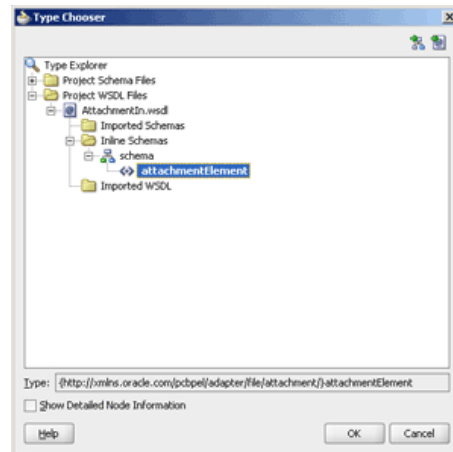 Type Chooser
Type Explorer
Project Schema Files
Project WSDL Files
AttachmentIn.wsdl
Imported Schemas
Inline Schemas
schema
attachmentElement
Imported WSDL
Type: {http://xmlns.oracle.com/pcbpel/adapter/file/attachment/}attachmentElement
Show Detailed Node Information
Help OK Cancel